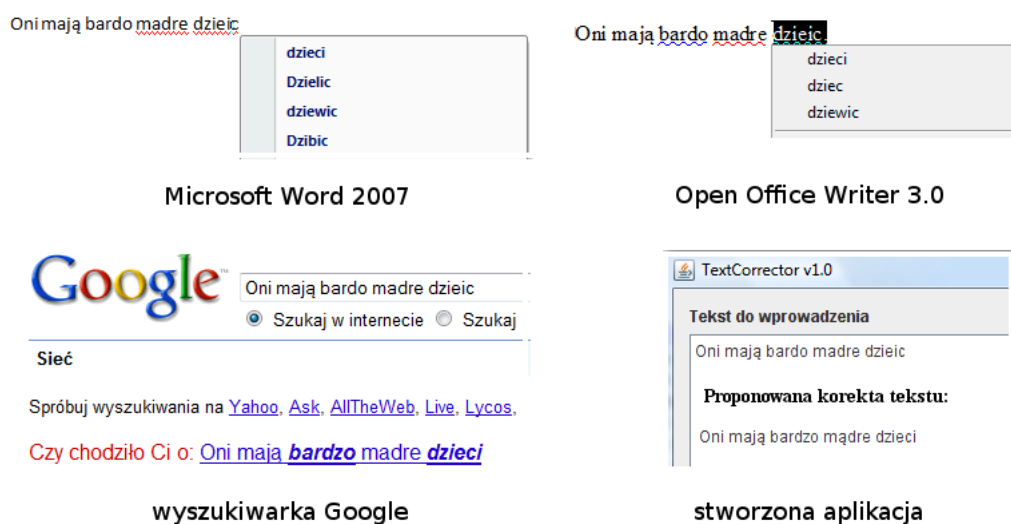 Oni mają bardo madre dzieic
dzieci
Dzielic
dziewic
Dzibic
Microsoft Word 2007
Oni mają bardo madre dzieic
dzieci
dziec
dziewic
Open Office Writer 3.0
Google™
Oni mają bardo madre dzieic
Szukaj w internecie Szukaj
Sieć
Spróbuj wyszukiwania na Yahoo, Ask, AllTheWeb, Live, Lycos,
Czy chodziło Ci o: Oni mają bardzo madre dzieci
wyszukiwarka Google
TextCorrector v1.0
Tekst do wprowadzenia
Oni mają bardo madre dzieic
Proponowana korekta tekstu:
Oni mają bardzo mądre dzieci
stworzona aplikacja